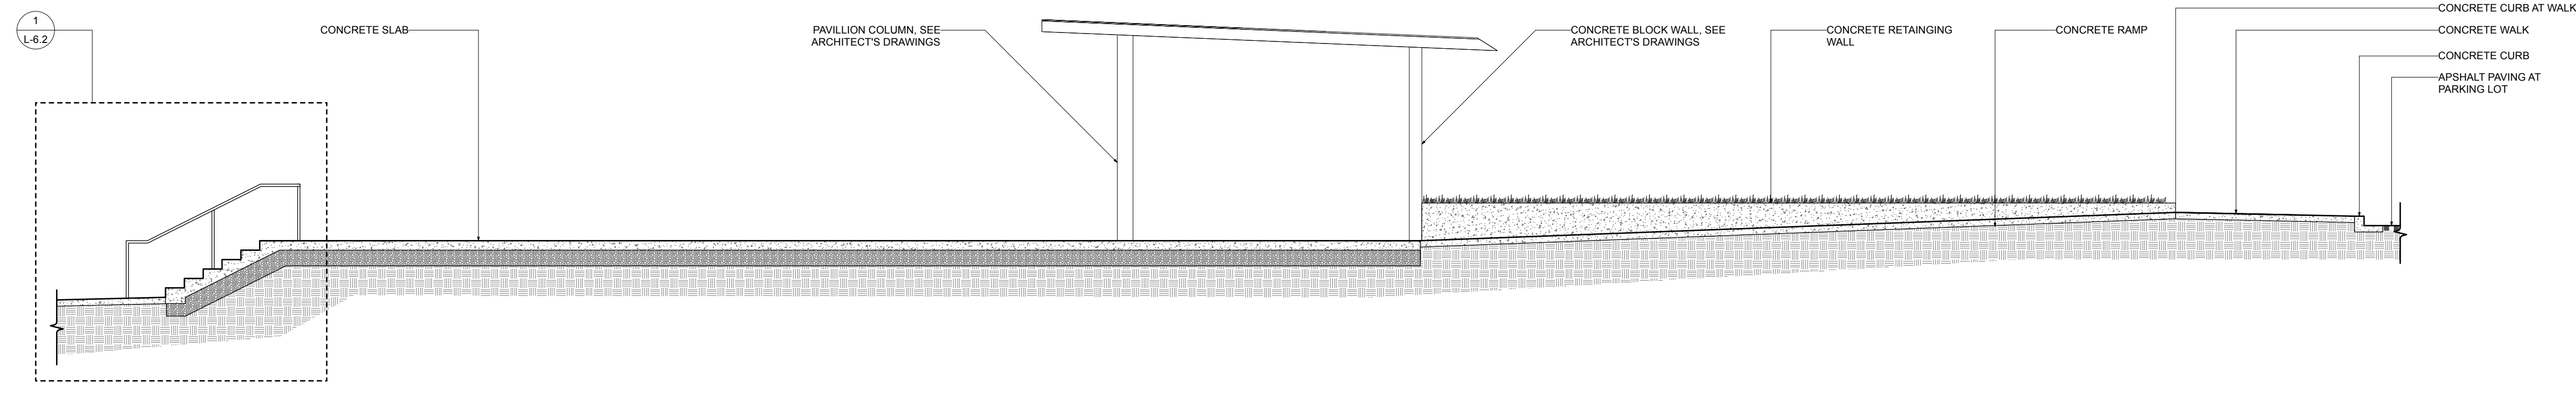 1
L-6.2
CONCRETE SLAB
PAVILLION COLUMN, SEE
ARCHITECT'S DRAWINGS
CONCRETE BLOCK WALL, SEE
ARCHITECT'S DRAWINGS
CONCRETE RETAINGING
WALL
CONCRETE RAMP
CONCRETE CURB AT WALK
CONCRETE WALK
CONCRETE CURB
APSHALT PAVING AT
PARKING LOT